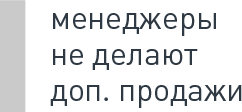 менеджеры
не делают
доп. продажи